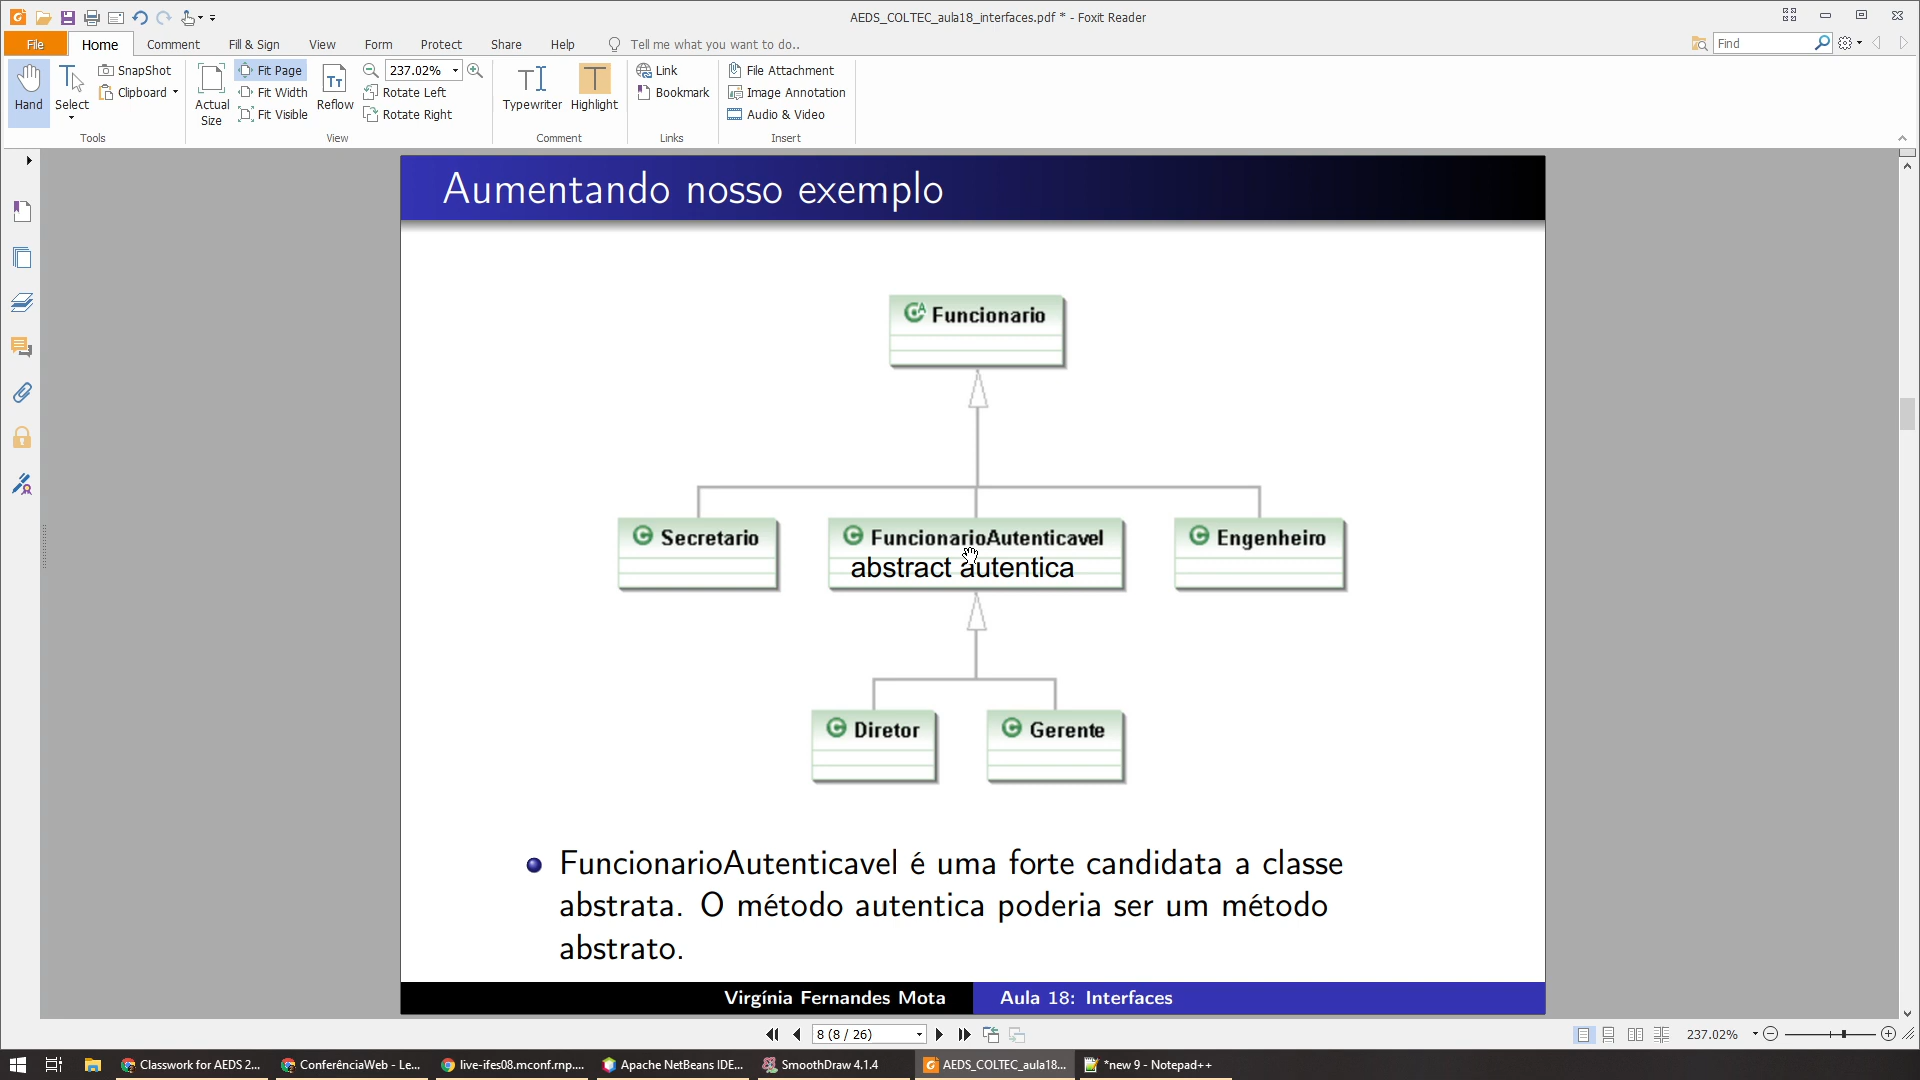 AEDS_COLTEC_aula18_interfaces.pdf * - Foxit Reader
File Home Comment Fill & Sign View Form Protect Share Help Tell me what you want to do.. Find
Hand Select SnapShot Clipboard Actual Size Fit Page Fit Width Fit Visible Reflow 237.02% Rotate Left Rotate Right Typewriter Highlight Link Bookmark File Attachment Image Annotation Audio & Video
Tools View Comment Links Insert
Aumentando nosso exemplo
Funcionario
Secretario FuncionarioAutenticavel Engenheiro
abstract autentica
Diretor Gerente
FuncionarioAutenticavel é uma forte candidata a classe
abstrata. O método autentica poderia ser um método
abstrato.
Virgínia Fernandes Mota Aula 18: Interfaces
8 (8 / 26) 237.02%
Classwork for AEDS 2... ConferênciaWeb - Le... live-ifes08.mconf.rnp.... Apache NetBeans IDE... SmoothDraw 4.1.4 AEDS_COLTEC_aula18... *new 9 - Notepad++